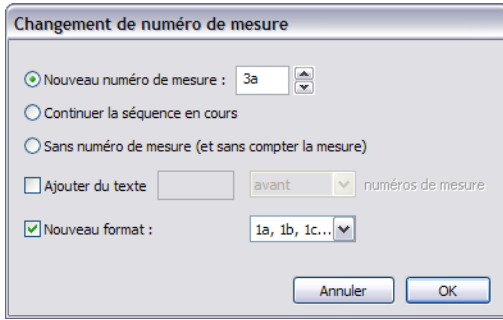 Changement de numéro de mesure
Nouveau numéro de mesure : 3a
Continuer la séquence en cours
Sans numéro de mesure (et sans compter la mesure)
Ajouter du texte avant numéros de mesure
Nouveau format : 1a, 1b, 1c...
Annuler OK